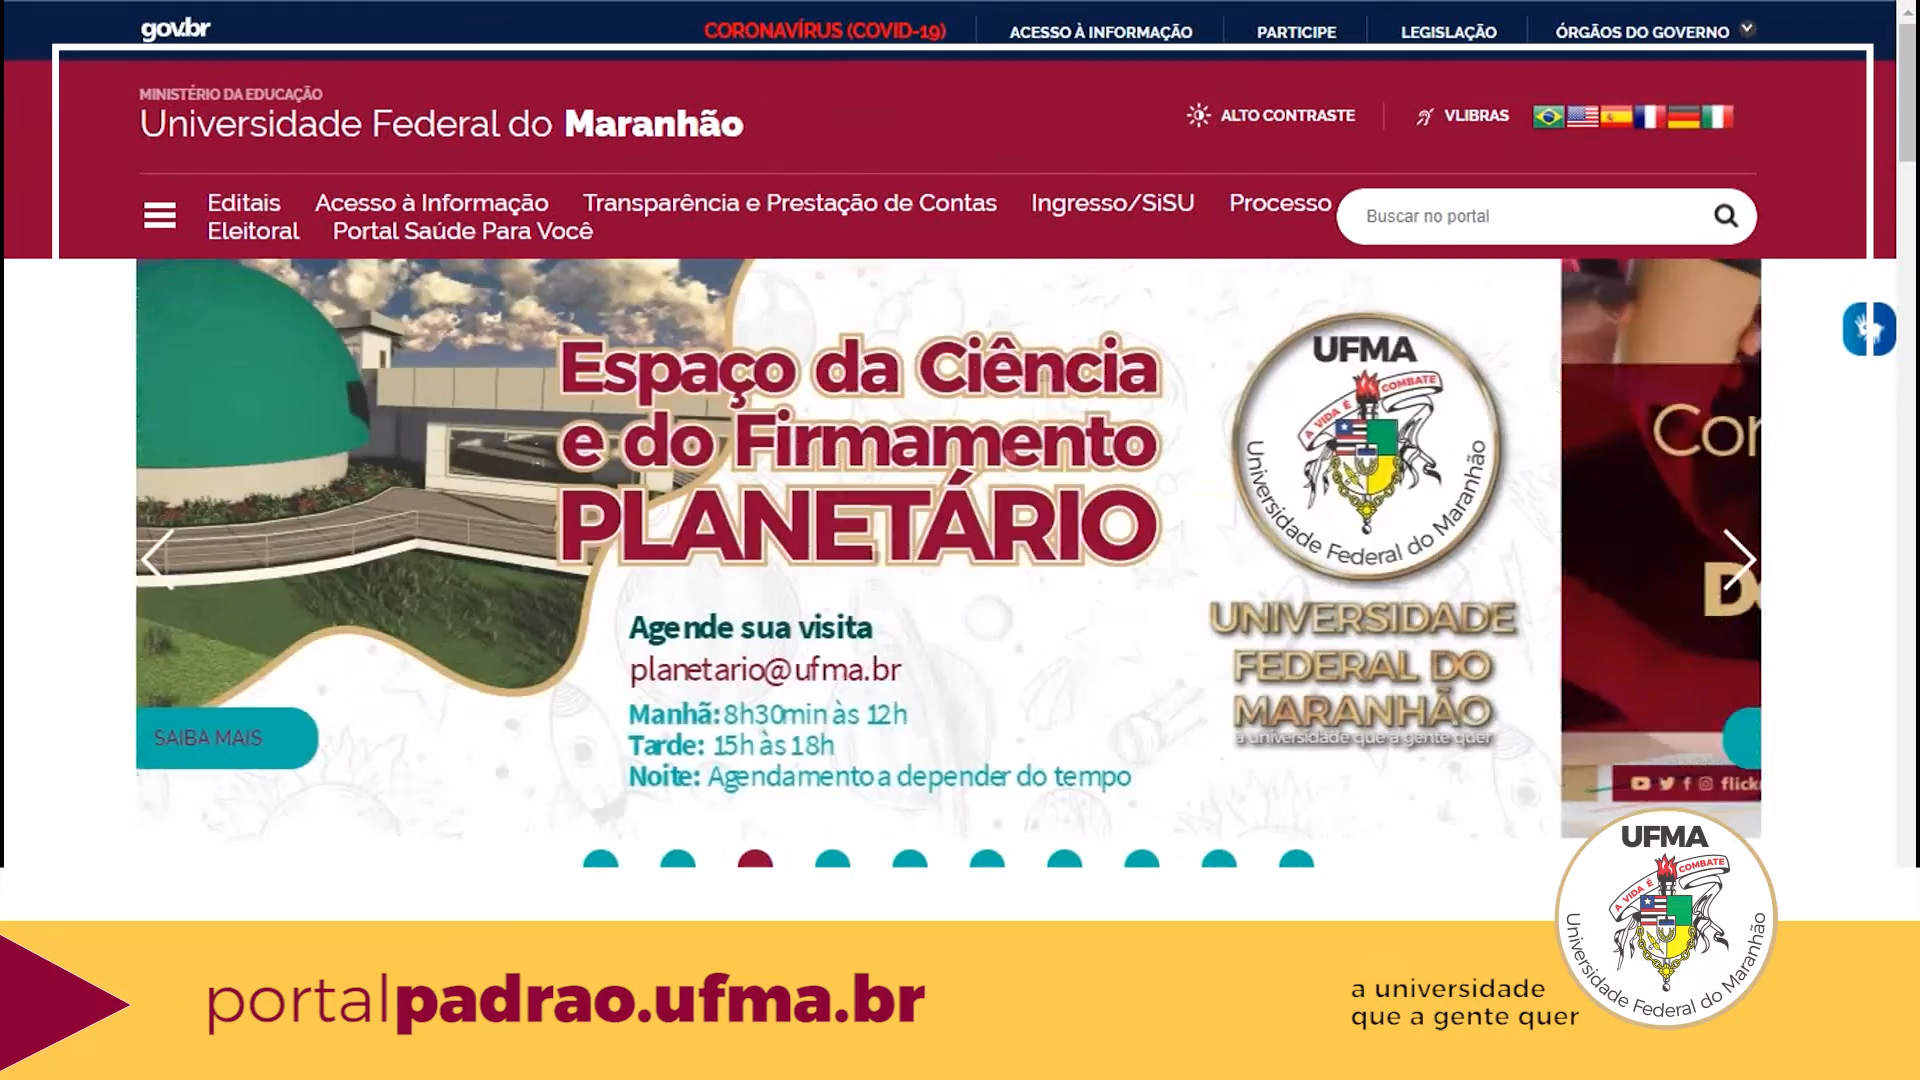 gov.br
CORONAVÍRUS (COVID-19)
ACESSO À INFORMAÇÃO
PARTICIPE
LEGISLAÇÃO
ÓRGÃOS DO GOVERNO
MINISTÉRIO DA EDUCAÇÃO
Universidade Federal do Maranhão
ALTO CONTRASTE
VLIBRAS
Editais Acesso à Informação Transparência e Prestação de Contas Ingresso/SiSU Processo
Eleitoral Portal Saúde Para Você
Buscar no portal
Espaço da Ciência
e do Firmamento
PLANETÁRIO
Agende sua visita
planetario@ufma.br
Manhã: 8h30min às 12h
Tarde: 15h às 18h
Noite: Agendamento a depender do tempo
SAIBA MAIS
UFMA
A VIDA É COMBATE
Universidade Federal do Maranhão
UNIVERSIDADE
FEDERAL DO
MARANHÃO
a universidade que a gente quer
Cor
D
flick
portalpadrao.ufma.br
a universidade
que a gente quer
UFMA
A VIDA É COMBATE
Universidade Federal do Maranhão